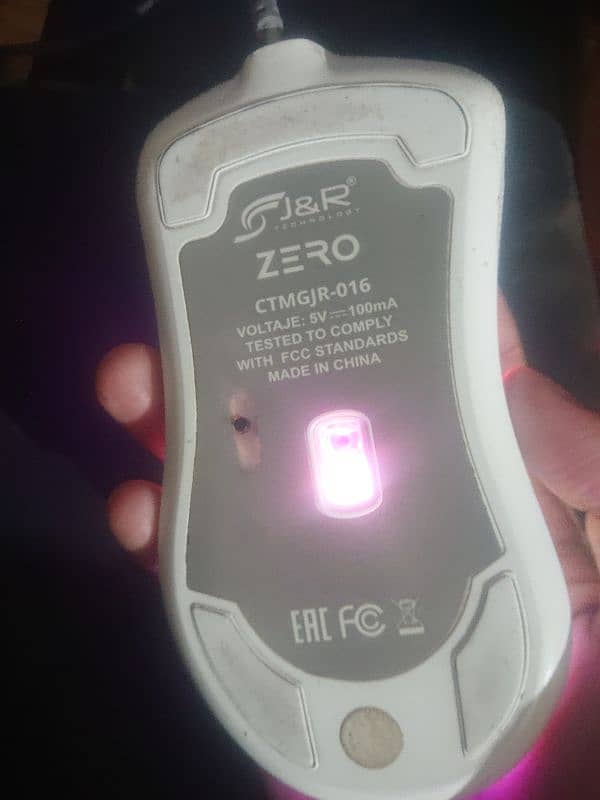 J&R®
TECHNOLOGY
ZERO
CTMGJR-016
VOLTAJE: 5V⎓100mA
TESTED TO COMPLY
WITH FCC STANDARDS
MADE IN CHINA
EAC FC